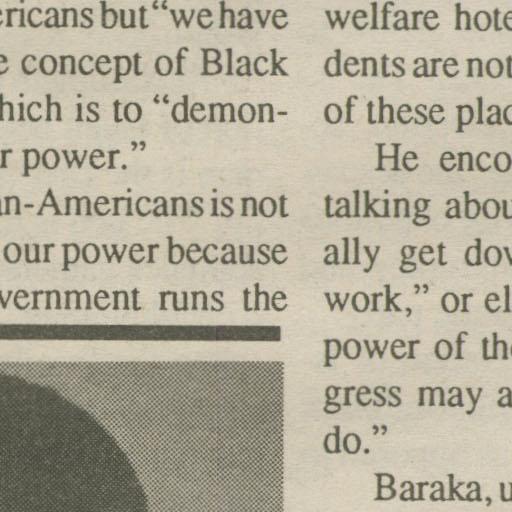 ericans but “we have
e concept of Black
hich is to “demon-
r power.”
an-Americans is not
our power because
vernment runs the
welfare hote
dents are not
of these plac
He enco
talking abou
ally get dov
work,” or el
power of the
gress may a
do.”
Baraka, u